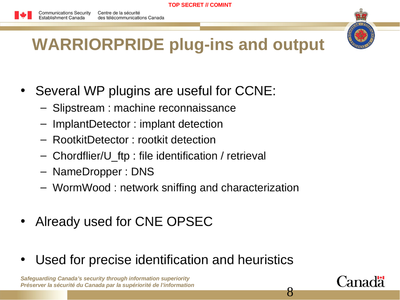 TOP SECRET // COMINT
Communications Security
Establishment Canada
Centre de la sécurité
des télécommunications Canada
WARRIORPRIDE plug-ins and output
• Several WP plugins are useful for CCNE:
– Slipstream : machine reconnaissance
– ImplantDetector : implant detection
– RootkitDetector : rootkit detection
– Chordflier/U_ftp : file identification / retrieval
– NameDropper : DNS
– WormWood : network sniffing and characterization
• Already used for CNE OPSEC
• Used for precise identification and heuristics
Safeguarding Canada's security through information superiority
Préserver la sécurité du Canada par la supériorité de l'information
8
Canada